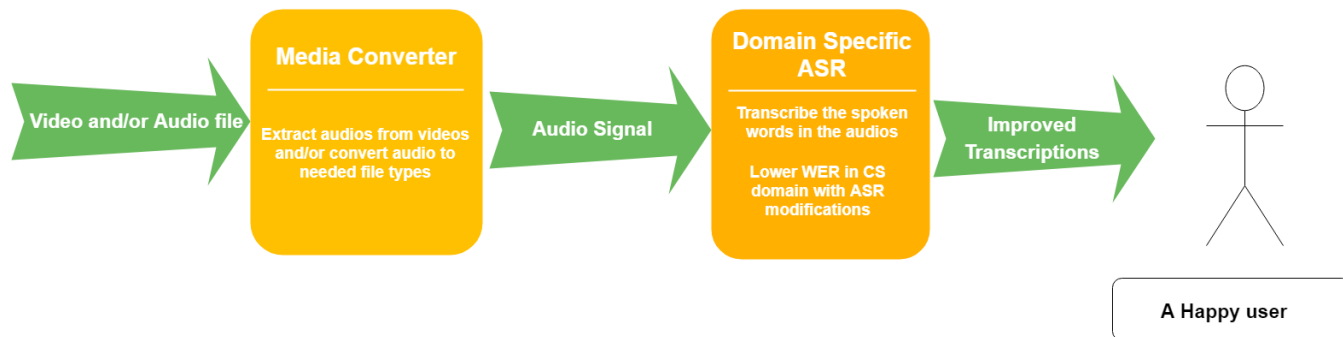 Video and/or Audio file
Media Converter
Extract audios from videos
and/or convert audio to
needed file types
Audio Signal
Domain Specific
ASR
Transcribe the spoken
words in the audios
Lower WER in CS
domain with ASR
modifications
Improved
Transcriptions
A Happy user